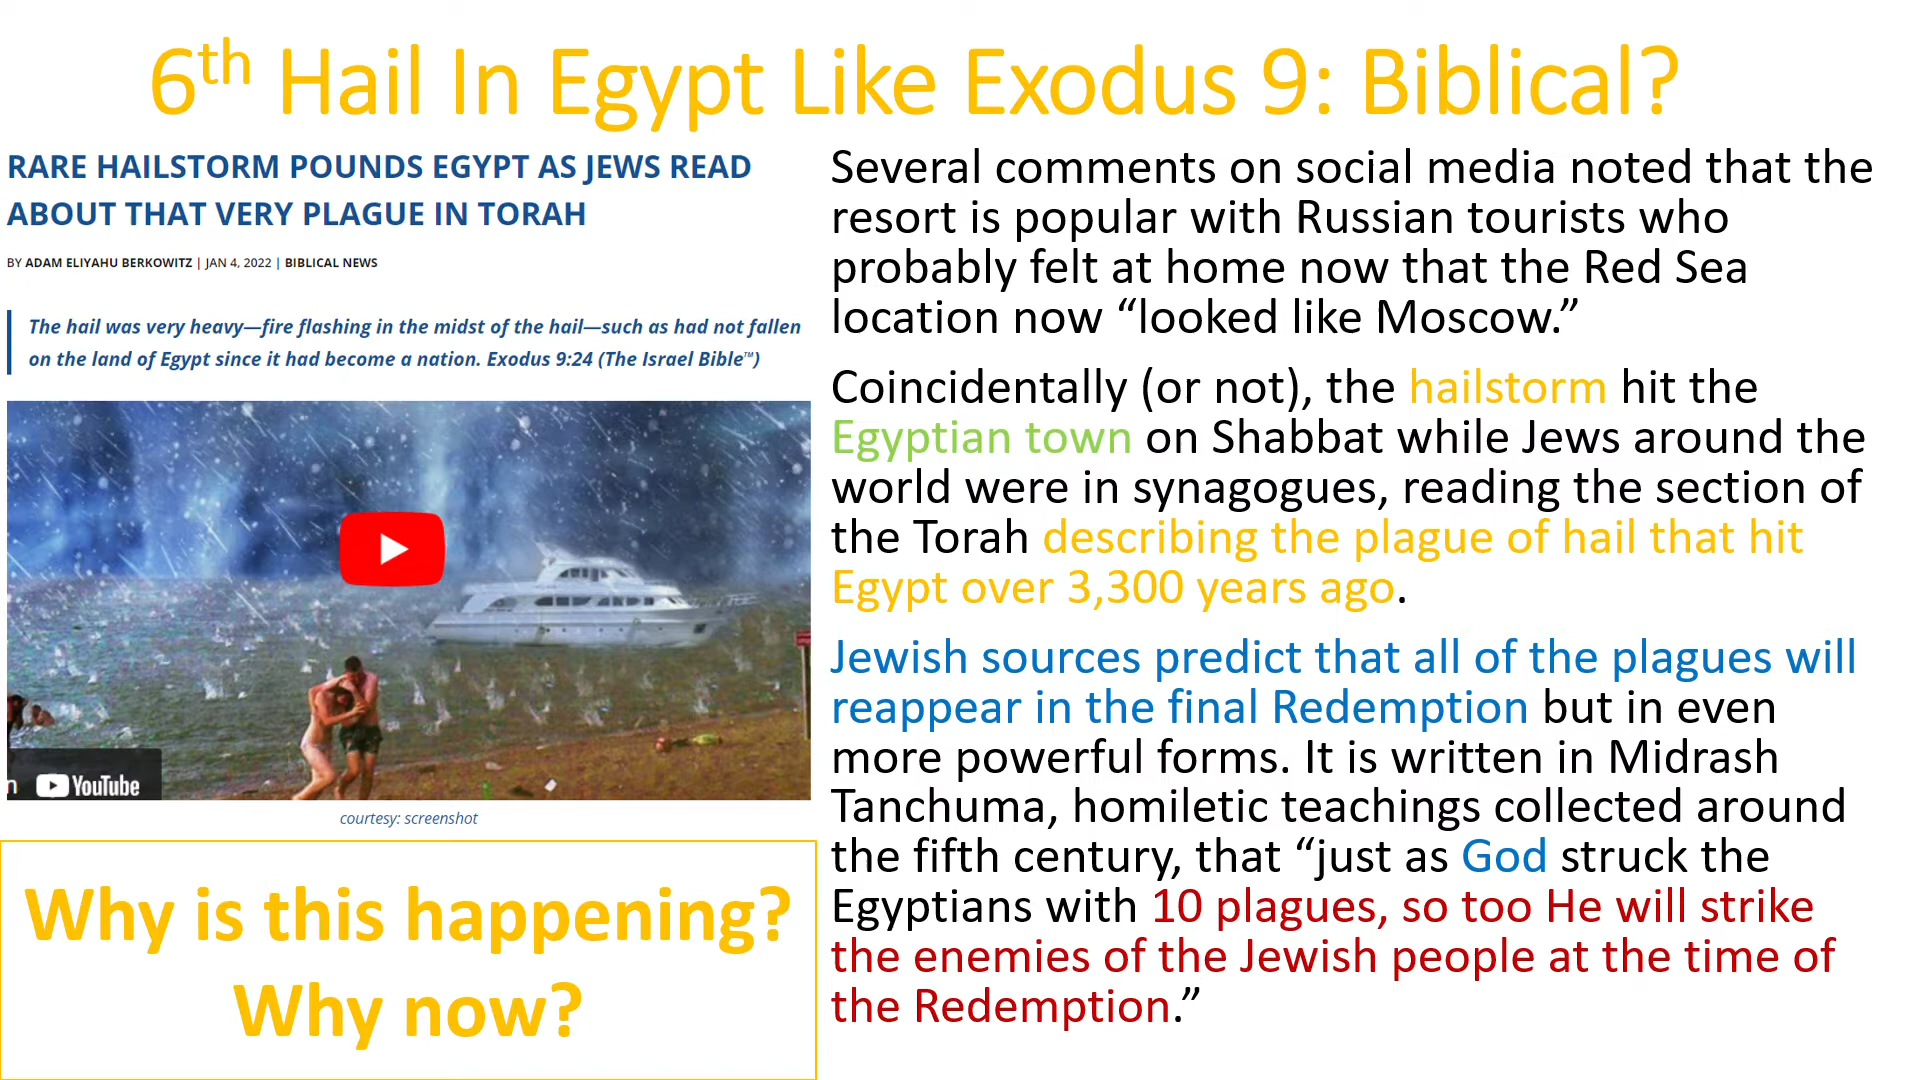 6th Hail In Egypt Like Exodus 9: Biblical?
RARE HAILSTORM POUNDS EGYPT AS JEWS READ
ABOUT THAT VERY PLAGUE IN TORAH
BY ADAM ELIYAHU BERKOWITZ | JAN 4, 2022 | BIBLICAL NEWS
The hail was very heavy—fire flashing in the midst of the hail—such as had not fallen
on the land of Egypt since it had become a nation. Exodus 9:24 (The Israel Bible™)
n YouTube
courtesy: screenshot
Why is this happening?
Why now?
Several comments on social media noted that the
resort is popular with Russian tourists who
probably felt at home now that the Red Sea
location now “looked like Moscow.”
Coincidentally (or not), the hailstorm hit the
Egyptian town on Shabbat while Jews around the
world were in synagogues, reading the section of
the Torah describing the plague of hail that hit
Egypt over 3,300 years ago.
Jewish sources predict that all of the plagues will
reappear in the final Redemption but in even
more powerful forms. It is written in Midrash
Tanchuma, homiletic teachings collected around
the fifth century, that “just as God struck the
Egyptians with 10 plagues, so too He will strike
the enemies of the Jewish people at the time of
the Redemption.”